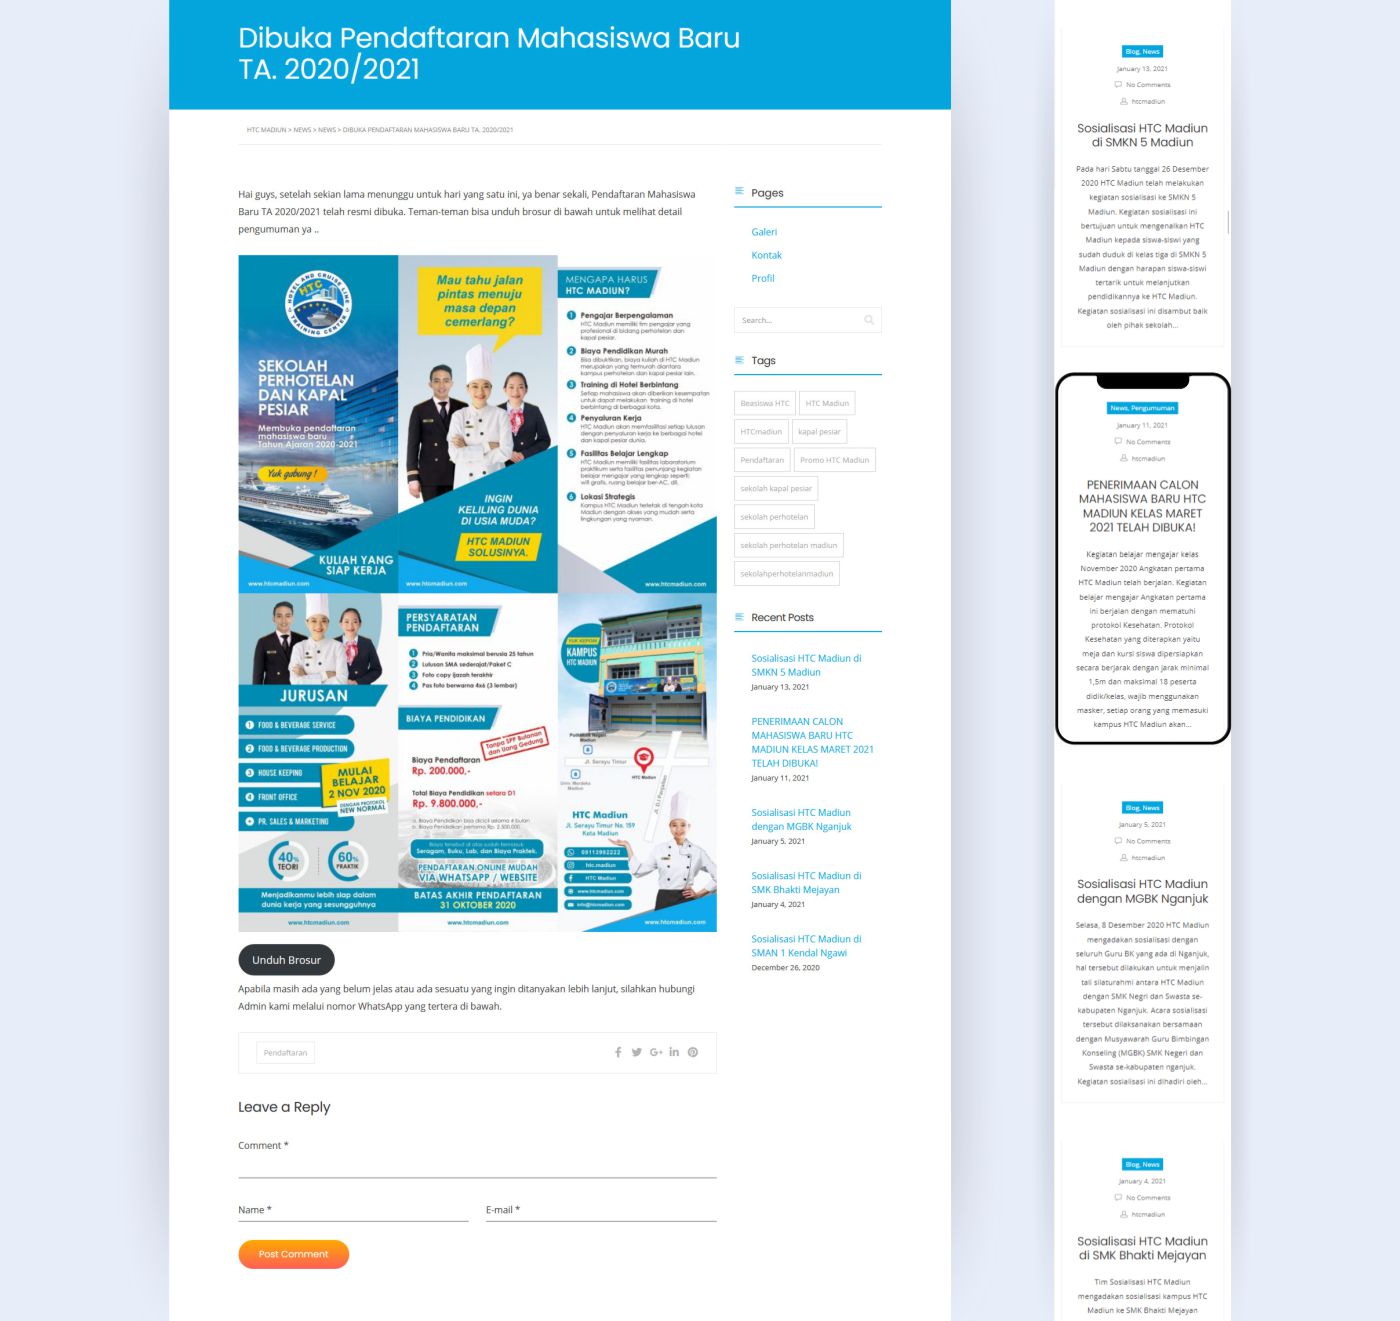 Dibuka Pendaftaran Mahasiswa Baru
TA. 2020/2021
HTC MADIUN > NEWS > NEWS > DIBUKA PENDAFTARAN MAHASISWA BARU TA. 2020/2021
Hai guys, setelah sekian lama menunggu untuk hari yang satu ini, ya benar sekali, Pendaftaran Mahasiswa
Baru TA 2020/2021 telah resmi dibuka. Teman-teman bisa unduh brosur di bawah untuk melihat detail
pengumuman ya ..
HOTEL AND CRUISE LINE
HTC
TRAINING CENTER
SEKOLAH
PERHOTELAN
DAN KAPAL
PESIAR
Membuka pendaftaran
mahasiswa baru
Tahun Ajaran 2020-2021
Yuk gabung !
KULIAH YANG
SIAP KERJA
www.htcmadiun.com
Mau tahu jalan
pintas menuju
masa depan
cemerlang?
INGIN
KELILING DUNIA
DI USIA MUDA?
HTC MADIUN
SOLUSINYA.
MENGAPA HARUS
HTC MADIUN?
1 Pengajar Berpengalaman
HTC Madiun memiliki tim pengajar yang
profesional di bidang perhotelan dan
kapal pesiar.
2 Biaya Pendidikan Murah
Bisa dibuktikan, biaya kuliah di HTC Madiun
merupakan yang termurah diantara
kampus perhotelan dan kapal pesiar lain.
3 Training di Hotel Berbintang
Setiap mahasiswa akan diberikan kesempatan
untuk dapat melakukan training di hotel
berbintang di berbagai kota.
4 Penyaluran Kerja
HTC Madiun akan memfasilitasi setiap lulusan
dengan penyaluran kerja ke berbagai hotel
dan kapal pesiar dunia.
5 Fasilitas Belajar Lengkap
HTC Madiun memiliki fasilitas laboratorium
praktikum serta fasilitas penunjang kegiatan
belajar mengajar yang lengkap seperti:
wifi gratis, ruang belajar ber-AC, dll.
6 Lokasi Strategis
Kampus HTC Madiun terletak di tengah kota
Madiun dengan akses yang mudah serta
lingkungan yang nyaman.
www.htcmadiun.com
JURUSAN
1 FOOD & BEVERAGE SERVICE
2 FOOD & BEVERAGE PRODUCTION
3 HOUSE KEEPING
4 FRONT OFFICE
+ PR. SALES & MARKETING
MULAI
BELAJAR
2 NOV 2020
DENGAN PROTOKOL
NEW NORMAL
40%
TEORI
60%
PRAKTIK
Menjadikanmu lebih siap dalam
dunia kerja yang sesungguhnya
www.htcmadiun.com
PERSYARATAN
PENDAFTARAN
1 Pria/Wanita maksimal berusia 25 tahun
2 Lulusan SMA sederajat/Paket C
3 Foto copy ijazah terakhir
4 Pas foto berwarna 4x6 (3 lembar)
BIAYA PENDIDIKAN
Tanpa SPP Bulanan
dan Uang Gedung
Biaya Pendaftaran
Rp. 200.000,-
Total Biaya Pendidikan setara D1
Rp. 9.800.000,-
a. Biaya Pendidikan bisa dicicil selama 4 bulan
b. Biaya Pendidikan pertama Rp. 2.500.000
Biaya tersebut di atas sudah termasuk:
Seragam, Buku, Lab, dan Biaya Praktek.
PENDAFTARAN ONLINE MUDAH
VIA WHATSAPP / WEBSITE
BATAS AKHIR PENDAFTARAN
31 OKTOBER 2020
www.htcmadiun.com
YUK KEPOIN
KAMPUS
HTC MADIUN
Politeknik Negeri
Madiun
Jl. Serayu Timur
Univ. Merdeka
Madiun
HTC Madiun
Jl. D.I Panjaitan
HTC Madiun
Jl. Serayu Timur No. 159
Kota Madiun
08112992222
htc.madiun
HTC Madiun
www.htcmadiun.com
info@htcmadiun.com
www.htcmadiun.com
Unduh Brosur
Apabila masih ada yang belum jelas atau ada sesuatu yang ingin ditanyakan lebih lanjut, silahkan hubungi
Admin kami melalui nomor WhatsApp yang tertera di bawah.
Pendaftaran
Leave a Reply
Comment *
Name *
E-mail *
Post Comment
Pages
Galeri
Kontak
Profil
Search...
Tags
Beasiswa HTC
HTC Madiun
HTCmadiun
kapal pesiar
Pendaftaran
Promo HTC Madiun
sekolah kapal pesiar
sekolah perhotelan
sekolah perhotelan madiun
sekolahperhotelanmadiun
Recent Posts
Sosialisasi HTC Madiun di
SMKN 5 Madiun
January 13, 2021
PENERIMAAN CALON
MAHASISWA BARU HTC
MADIUN KELAS MARET 2021
TELAH DIBUKA!
January 11, 2021
Sosialisasi HTC Madiun
dengan MGBK Nganjuk
January 5, 2021
Sosialisasi HTC Madiun di
SMK Bhakti Mejayan
January 4, 2021
Sosialisasi HTC Madiun di
SMAN 1 Kendal Ngawi
December 26, 2020
Blog, News
January 13, 2021
No Comments
htcmadiun
Sosialisasi HTC Madiun
di SMKN 5 Madiun
Pada hari Sabtu tanggal 26 Desember
2020 HTC Madiun telah melakukan
kegiatan sosialisasi ke SMKN 5
Madiun. Kegiatan sosialisasi ini
bertujuan untuk mengenalkan HTC
Madiun kepada siswa-siswi yang
sudah duduk di kelas tiga di SMKN 5
Madiun dengan harapan siswa-siswi
tertarik untuk melanjutkan
pendidikannya ke HTC Madiun.
Kegiatan sosialisasi ini disambut baik
oleh pihak sekolah...
News, Pengumuman
January 11, 2021
No Comments
htcmadiun
PENERIMAAN CALON
MAHASISWA BARU HTC
MADIUN KELAS MARET
2021 TELAH DIBUKA!
Kegiatan belajar mengajar kelas
November 2020 Angkatan pertama
HTC Madiun telah berjalan. Kegiatan
belajar mengajar Angkatan pertama
ini berjalan dengan mematuhi
protokol Kesehatan. Protokol
Kesehatan yang diterapkan yaitu
meja dan kursi siswa dipersiapkan
secara berjarak dengan jarak minimal
1,5m dan maksimal 18 peserta
didik/kelas, wajib menggunakan
masker, setiap orang yang memasuki
kampus HTC Madiun akan...
Blog, News
January 5, 2021
No Comments
htcmadiun
Sosialisasi HTC Madiun
dengan MGBK Nganjuk
Selasa, 8 Desember 2020 HTC Madiun
mengadakan sosialisasi dengan
seluruh Guru BK yang ada di Nganjuk,
hal tersebut dilakukan untuk menjalin
tali silaturahmi antara HTC Madiun
dengan SMK Negri dan Swasta se-
kabupaten Nganjuk. Acara sosialisasi
tersebut dilaksanakan bersamaan
dengan Musyawarah Guru Bimbingan
Konseling (MGBK) SMK Negeri dan
Swasta se-kabupaten nganjuk.
Kegiatan sosialisasi ini dihadiri oleh...
Blog, News
January 4, 2021
No Comments
htcmadiun
Sosialisasi HTC Madiun
di SMK Bhakti Mejayan
Tim Sosialisasi HTC Madiun
mengadakan sosialisasi kampus HTC
Madiun ke SMK Bhakti Mejayan